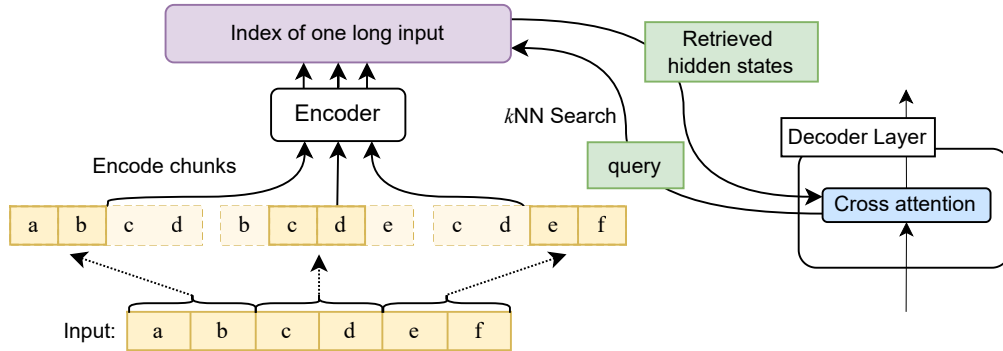 Index of one long input
Retrieved
hidden states
Encoder
kNN Search
Decoder Layer
Encode chunks
query
Cross attention
a b c d b c d e c d e f
Input: a b c d e f